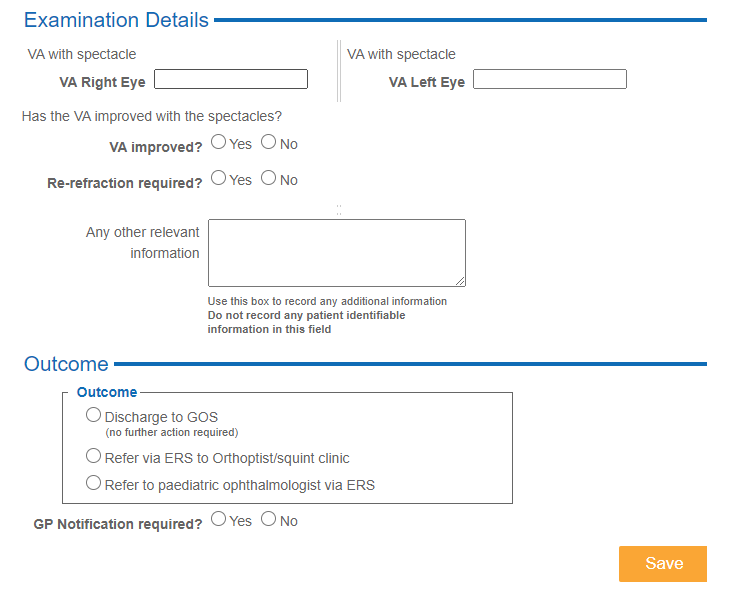 Examination Details
VA with spectacle
VA Right Eye
VA with spectacle
VA Left Eye
Has the VA improved with the spectacles?
VA improved? Yes No
Re-refraction required? Yes No
Any other relevant
information
Use this box to record any additional information
Do not record any patient identifiable
information in this field
Outcome
Outcome
Discharge to GOS
(no further action required)
Refer via ERS to Orthoptist/squint clinic
Refer to paediatric ophthalmologist via ERS
GP Notification required? Yes No
Save